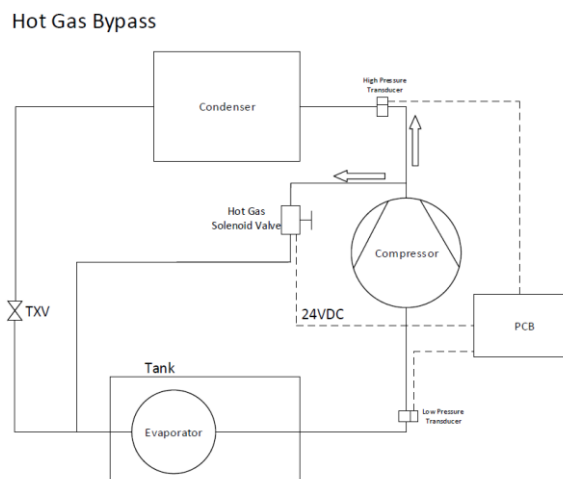 Hot Gas Bypass
High Pressure
Transducer
Condenser
Hot Gas
Solenoid Valve
Compressor
TXV
24VDC
PCB
Tank
Low Pressure
Transducer
Evaporator